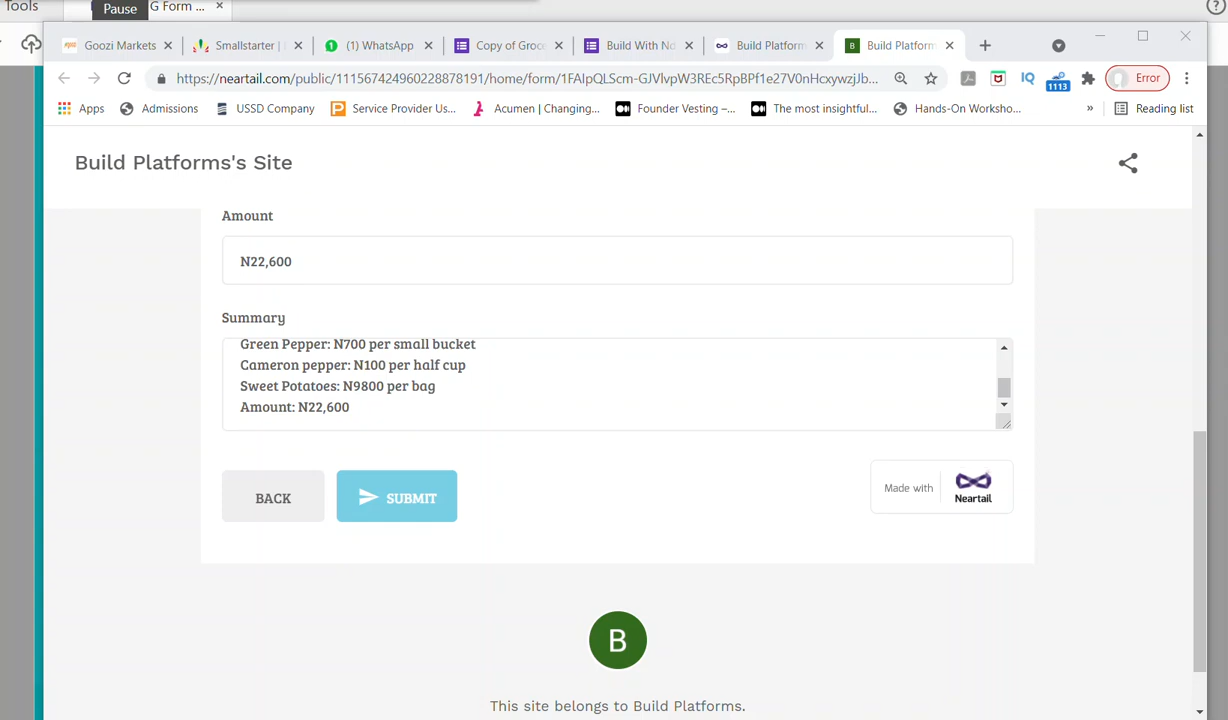 Tools
Pause
G Form ...
Goozi Markets
Smallstarter |
(1) WhatsApp
Copy of Groce
Build With No
Build Platform
Build Platform
https://neartail.com/public/111567424960228878191/home/form/1FAIpQLScm-GJVlvpW3REc5RpBPf1e27V0nHcxywzjJb...
IQ
1113
Error
Apps
Admissions
USSD Company
Service Provider Us...
Acumen | Changing...
Founder Vesting –...
The most insightful...
Hands-On Worksho...
»
Reading list
Build Platforms's Site
Amount
N22,600
Summary
Green Pepper: N700 per small bucket
Cameron pepper: N100 per half cup
Sweet Potatoes: N9800 per bag
Amount: N22,600
BACK
SUBMIT
Made with
Neartail
B
This site belongs to Build Platforms.